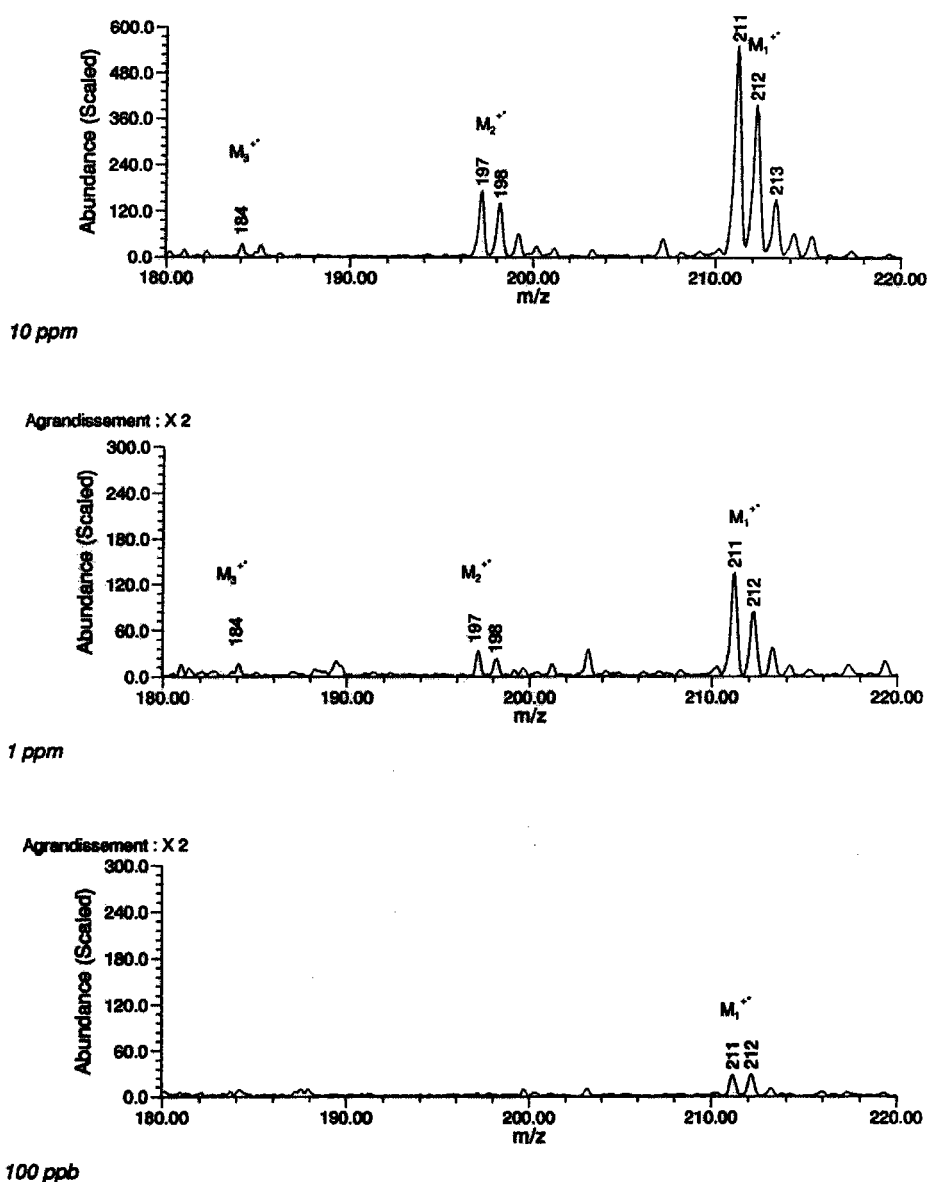 600.0
480.0
360.0
240.0
120.0
0.0
Abundance (Scaled)
M₃⁺·
184
M₂⁺·
197
198
211
M₁⁺·
212
213
180.00 190.00 200.00 210.00 220.00
m/z
10 ppm
Agrandissement : X 2
300.0
240.0
180.0
120.0
60.0
0.0
Abundance (Scaled)
M₃⁺·
184
M₂⁺·
197
198
M₁⁺·
211
212
180.00 190.00 200.00 210.00 220.00
m/z
1 ppm
Agrandissement : X 2
300.0
240.0
180.0
120.0
60.0
0.0
Abundance (Scaled)
M₁⁺·
211
212
180.00 190.00 200.00 210.00 220.00
m/z
100 ppb